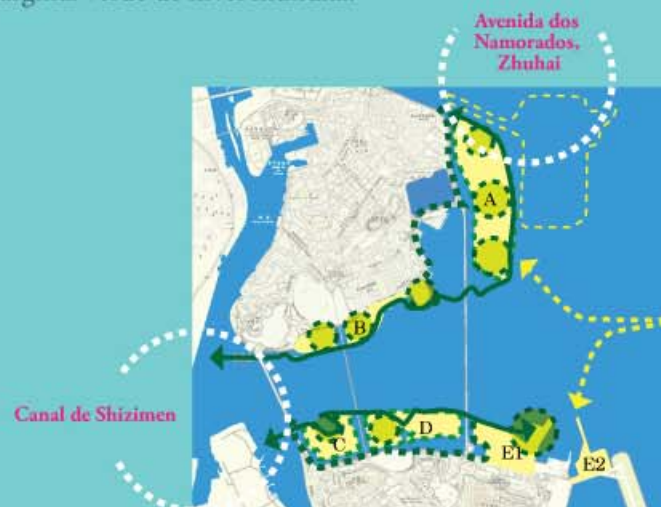 Avenida dos
Namorados,
Zhuhai
A
B
Canal de Shizimen
C
D
E1
E2